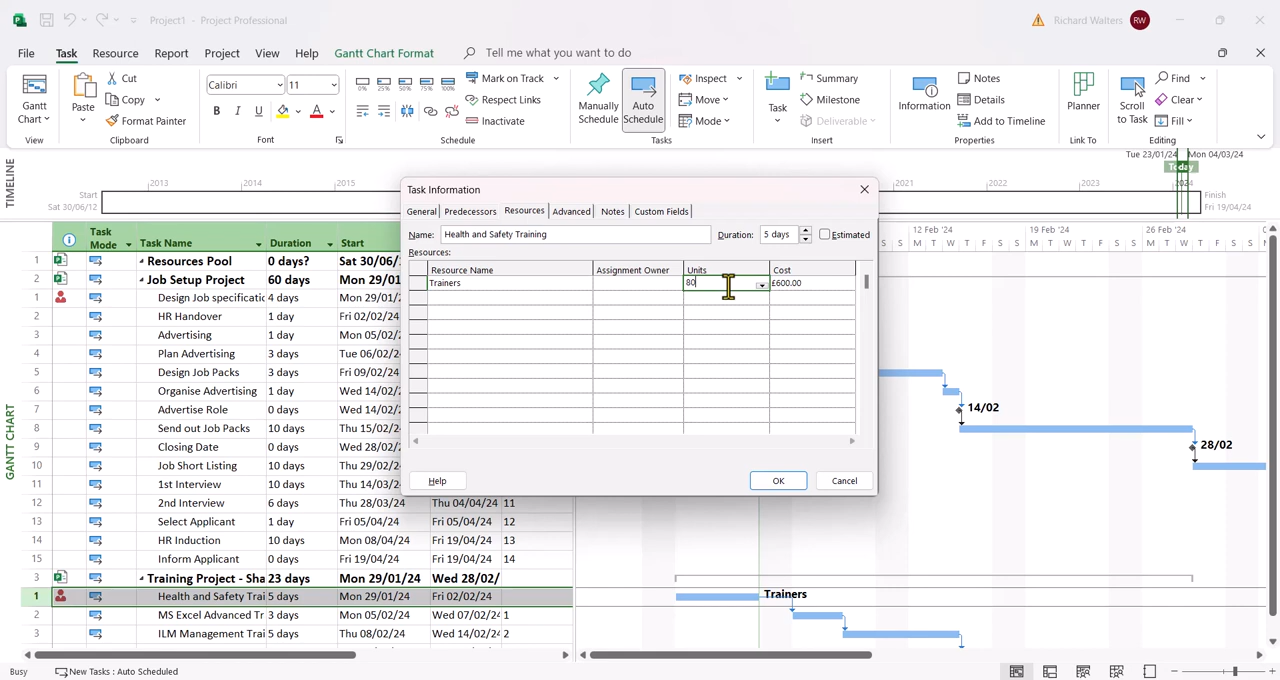 Project1 - Project Professional
Richard Walters
RW
File Task Resource Report Project View Help Gantt Chart Format Tell me what you want to do
Gantt Chart
View
Paste
Cut
Copy
Format Painter
Clipboard
Calibri 11
B I U A
Font
0% 25% 50% 75% 100%
Mark on Track
Respect Links
Inactivate
Schedule
Manually Schedule
Auto Schedule
Inspect
Move
Mode
Tasks
Task
Summary
Milestone
Deliverable
Insert
Information
Notes
Details
Add to Timeline
Properties
Planner
Link To
Scroll to Task
Find
Clear
Fill
Editing
TIMELINE
Tue 23/01/24 Mon 04/03/24
Today
2013 2014 2015 2021 2022 2023 2024
Start
Sat 30/06/12
Finish
Fri 19/04/24
Task Information
General Predecessors Resources Advanced Notes Custom Fields
Name: Health and Safety Training Duration: 5 days Estimated
Resources:
Resource Name Assignment Owner Units Cost
Trainers 80 £600.00
Help OK Cancel
GANTT CHART
Task Mode Task Name Duration Start
1 Resources Pool 0 days? Sat 30/06/
2 Job Setup Project 60 days Mon 29/01
1 Design Job specificatic 4 days Mon 29/01/2
2 HR Handover 1 day Fri 02/02/24
3 Advertising 1 day Mon 05/02/2
4 Plan Advertising 3 days Tue 06/02/2
5 Design Job Packs 3 days Fri 09/02/24
6 Organise Advertising 1 day Wed 14/02/2
7 Advertise Role 0 days Wed 14/02/2
8 Send out Job Packs 10 days Thu 15/02/2
9 Closing Date 0 days Wed 28/02/2
10 Job Short Listing 10 days Thu 29/02/2
11 1st Interview 10 days Thu 14/03/2
12 2nd Interview 6 days Thu 28/03/24 Thu 04/04/24 11
13 Select Applicant 1 day Fri 05/04/24 Fri 05/04/24 12
14 HR Induction 10 days Mon 08/04/24 Fri 19/04/24 13
15 Inform Applicant 0 days Fri 19/04/24 Fri 19/04/24 14
3 Training Project - Sha 23 days Mon 29/01/24 Wed 28/02/
1 Health and Safety Trai 5 days Mon 29/01/24 Fri 02/02/24
2 MS Excel Advanced Tr 3 days Mon 05/02/24 Wed 07/02/24 1
3 ILM Management Trai 5 days Thu 08/02/24 Wed 14/02/24 2
12 Feb '24 19 Feb '24 26 Feb '24
S S M T W T F S S M T W T F S S M T W T F S S M
14/02
28/02
Trainers
Busy New Tasks : Auto Scheduled